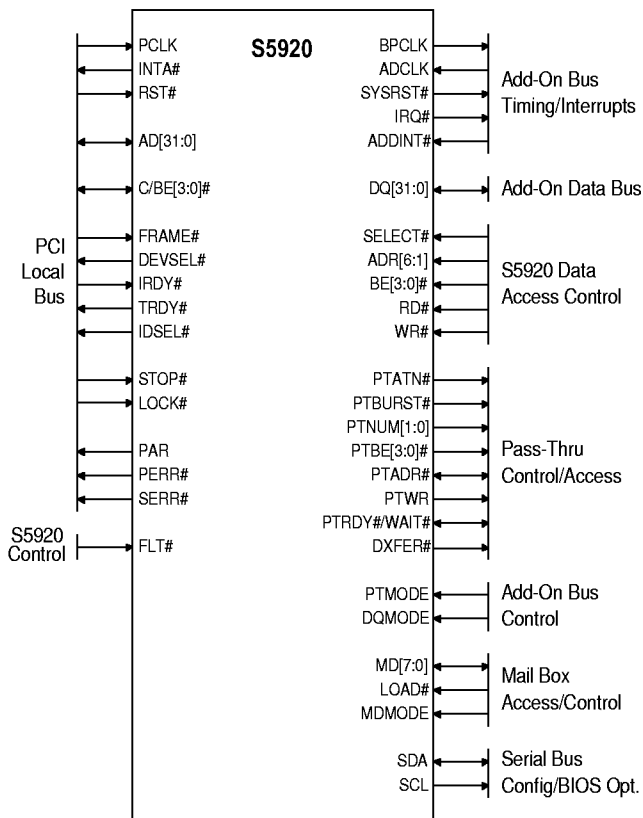 S5920
PCLK
INTA#
RST#
AD[31:0]
C/BE[3:0]#
FRAME#
DEVSEL#
IRDY#
TRDY#
IDSEL#
STOP#
LOCK#
PAR
PERR#
SERR#
FLT#
PCI
Local
Bus
S5920
Control
BPCLK
ADCLK
SYSRST#
IRQ#
ADDINT#
DQ[31:0]
SELECT#
ADR[6:1]
BE[3:0]#
RD#
WR#
PTATN#
PTBURST#
PTNUM[1:0]
PTBE[3:0]#
PTADR#
PTWR
PTRDY#/WAIT#
DXFER#
PTMODE
DQMODE
MD[7:0]
LOAD#
MDMODE
SDA
SCL
Add-On Bus
Timing/Interrupts
Add-On Data Bus
S5920 Data
Access Control
Pass-Thru
Control/Access
Add-On Bus
Control
Mail Box
Access/Control
Serial Bus
Config/BIOS Opt.